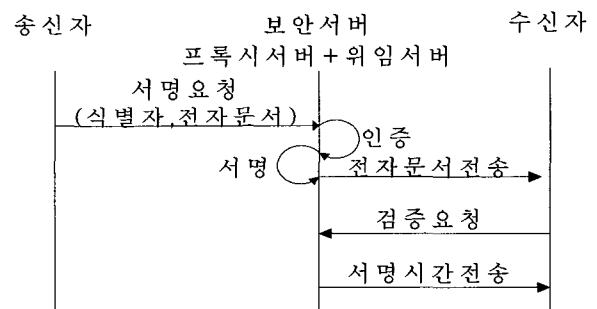 송신자 보안서버 수신자
프록시서버+위임서버
서명요청
(식별자,전자문서)
인증
서명 전자문서전송
검증요청
서명시간전송